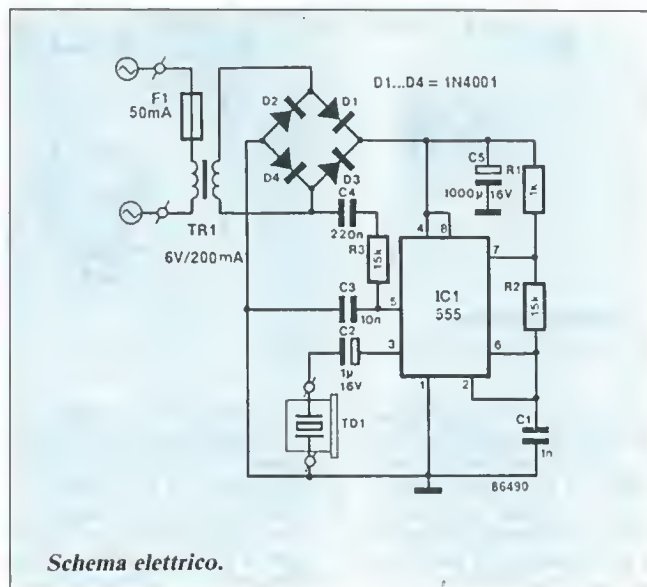 D1...D4 = 1N4001
F1
50mA
D2
D1
D4
D3
C5
1000µ 16V
R1
1k
TR1
6V/200mA
C4
220n
R3
15k
4
8
7
IC1
555
R2
15k
C3
10n
5
C2
1µ
16V
3
6
1
2
TD1
C1
1n
86490
Schema elettrico.